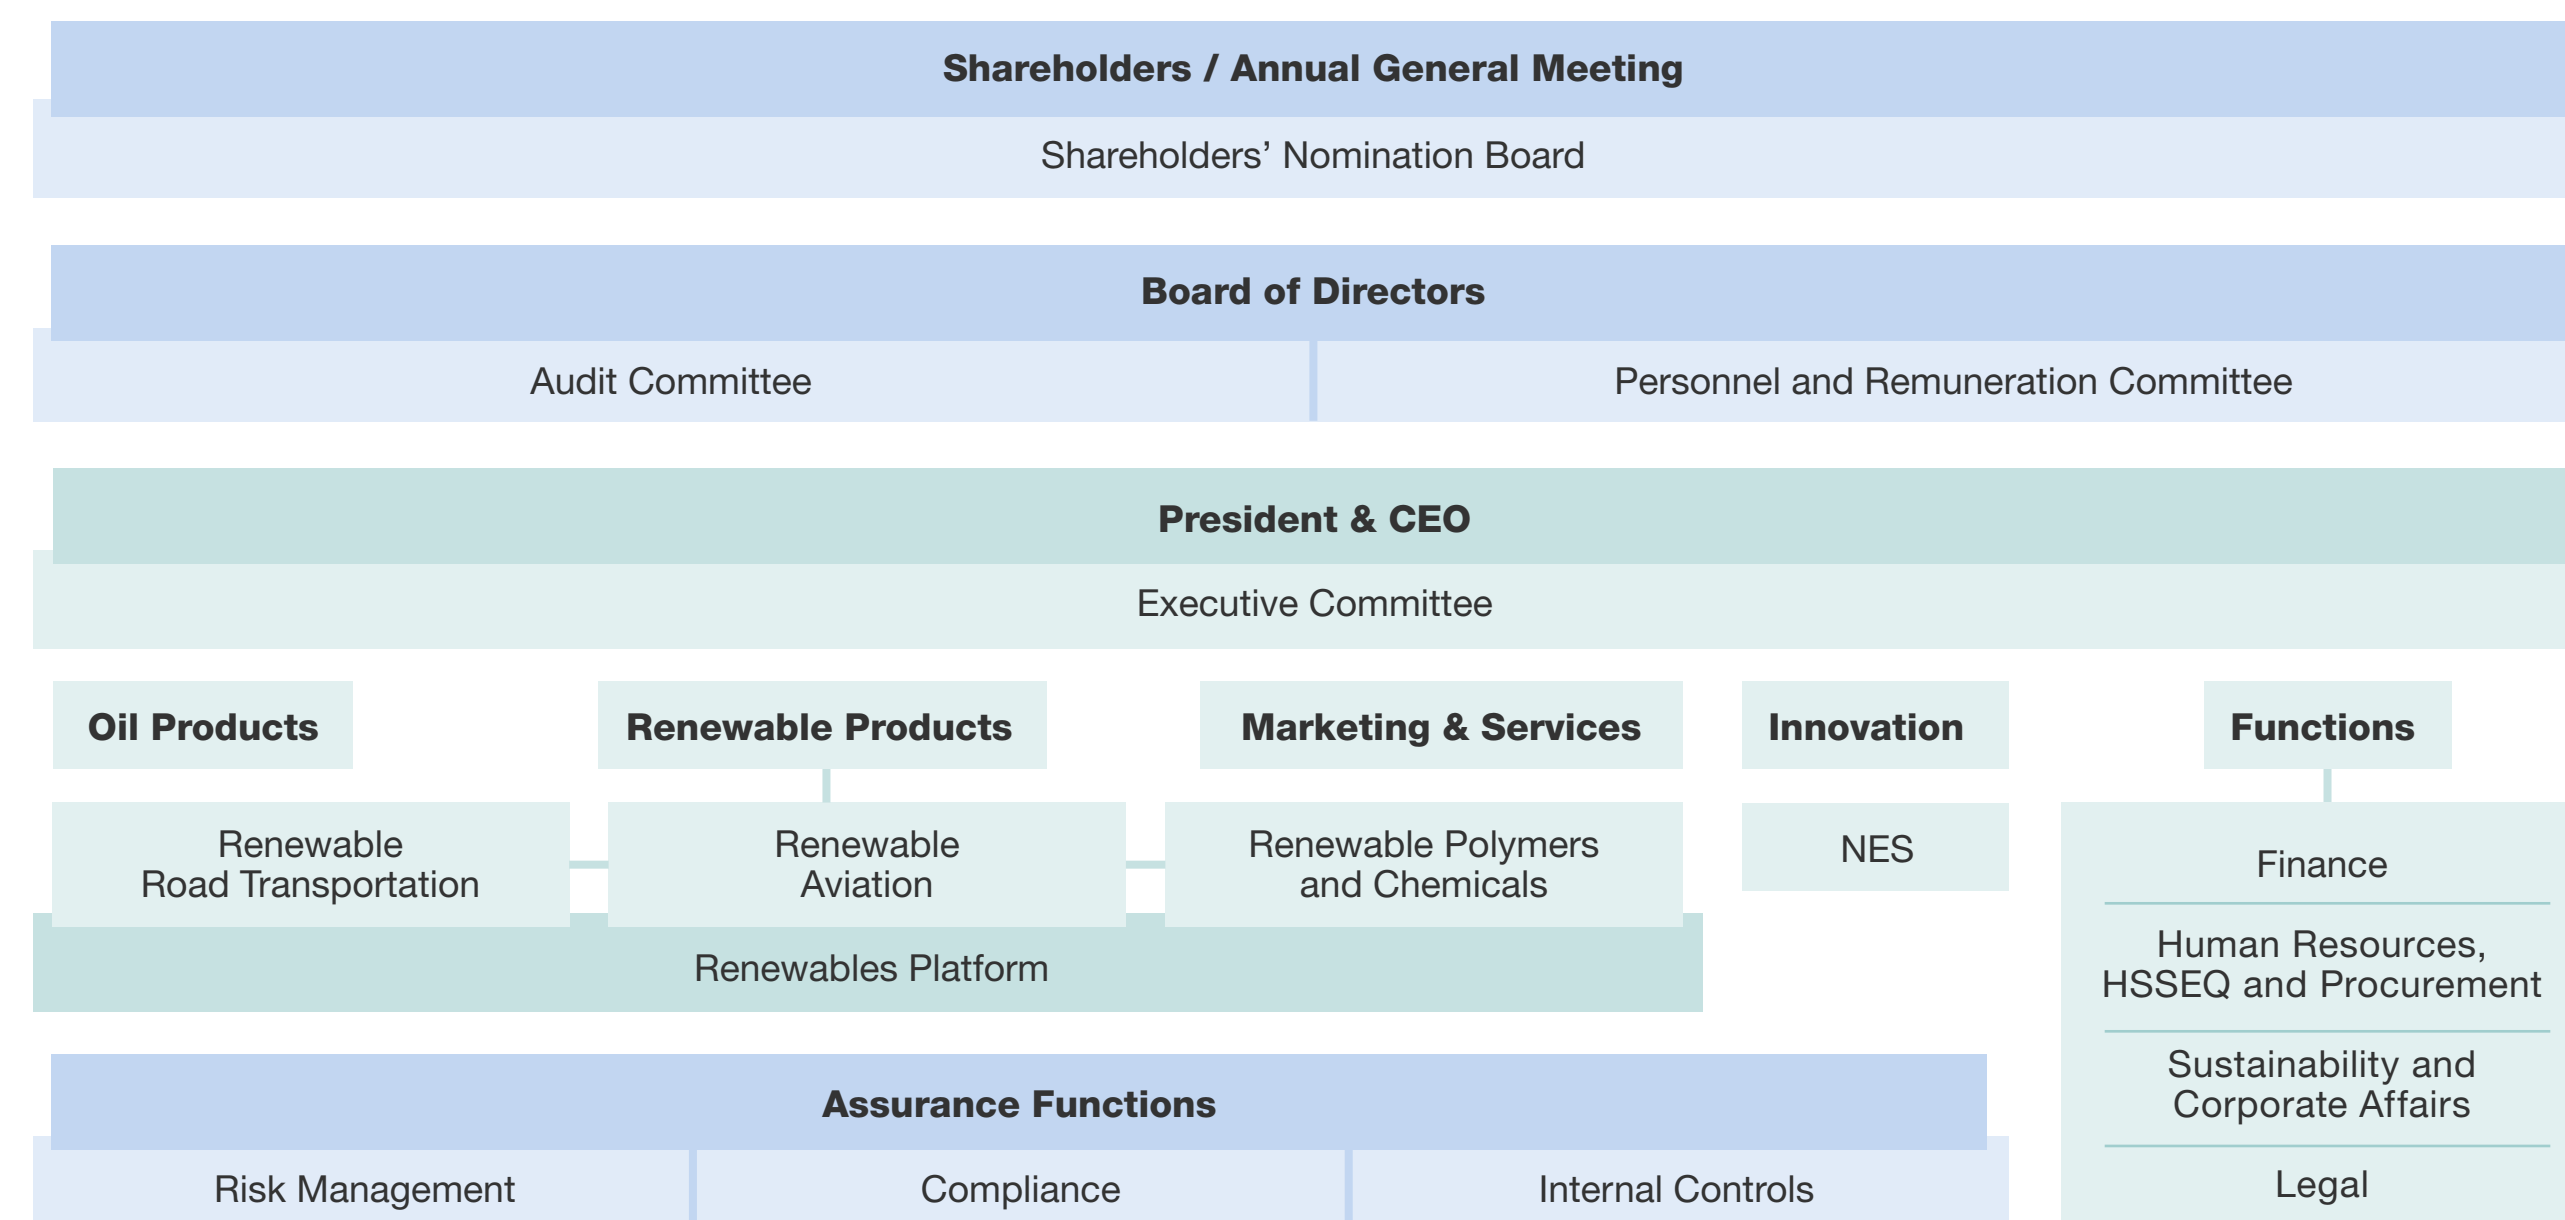 Shareholders / Annual General Meeting
Shareholders’ Nomination Board
Board of Directors
Audit Committee
Personnel and Remuneration Committee
President & CEO
Executive Committee
Oil Products
Renewable Products
Marketing & Services
Innovation
Functions
Renewable
Road Transportation
Renewable
Aviation
Renewable Polymers
and Chemicals
NES
Renewables Platform
Finance
Human Resources,
HSSEQ and Procurement
Sustainability and
Corporate Affairs
Legal
Assurance Functions
Risk Management
Compliance
Internal Controls